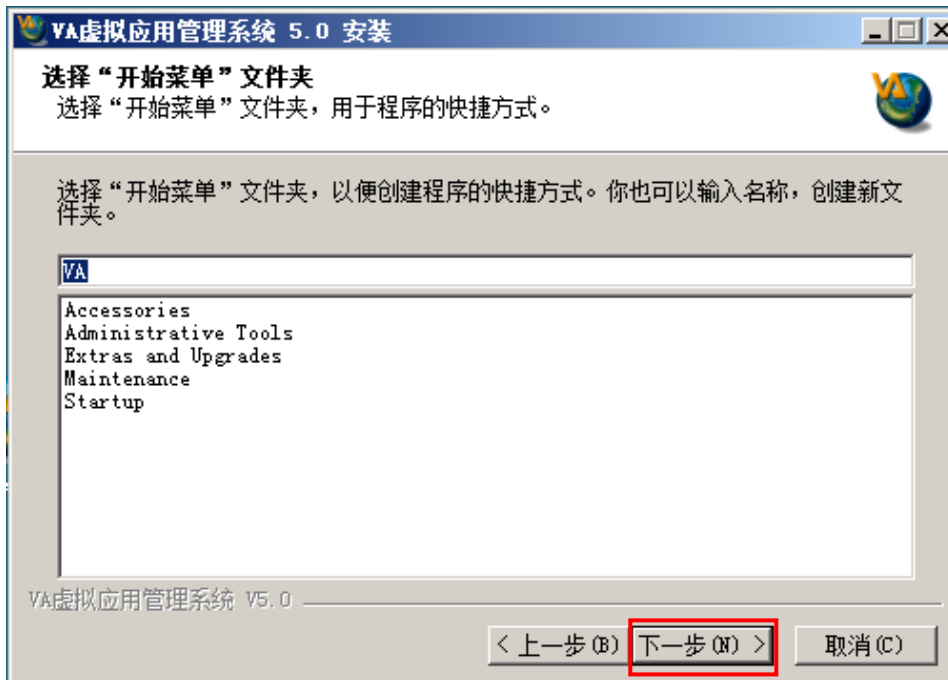 VA虚拟应用管理系统 5.0 安装
选择“开始菜单”文件夹
选择“开始菜单”文件夹，用于程序的快捷方式。
VA
选择“开始菜单”文件夹，以便创建程序的快捷方式。你也可以输入名称，创建新文
件夹。
VA
Accessories
Administrative Tools
Extras and Upgrades
Maintenance
Startup
VA虚拟应用管理系统 V5.0
< 上一步(B)
下一步(N) >
取消(C)